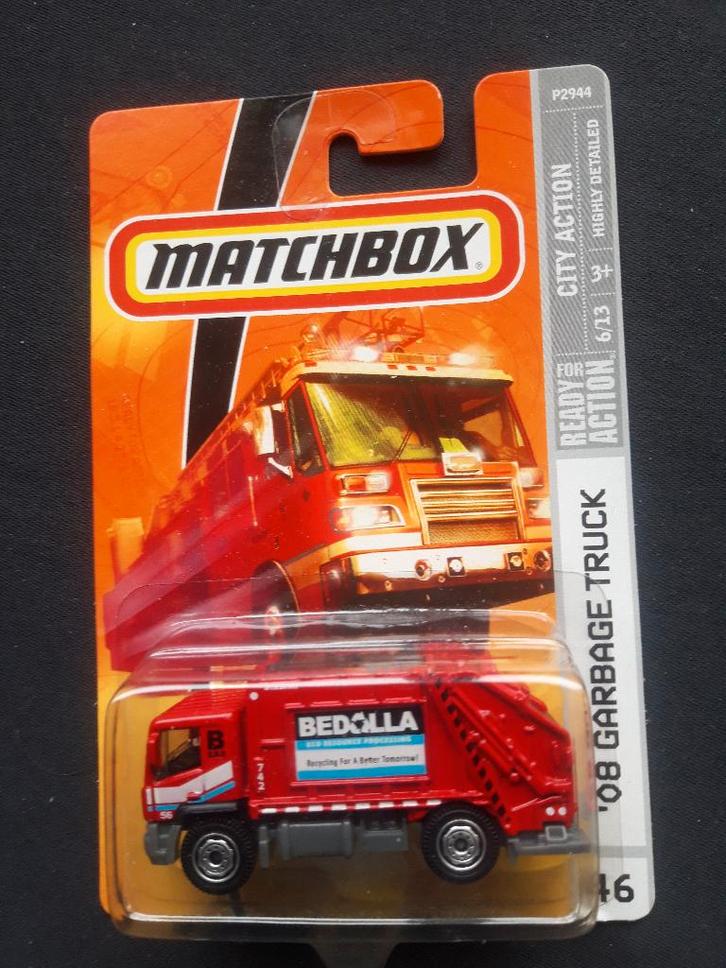 P2944
MATCHBOX®
CITY ACTION
HIGHLY DETAILED
3+
6/13
READY FOR
ACTION
'08 GARBAGE TRUCK
46
BEDOLLA
ECO RESOURCE PROCESSING
Recycling For A Better Tomorrow!
B
742
56